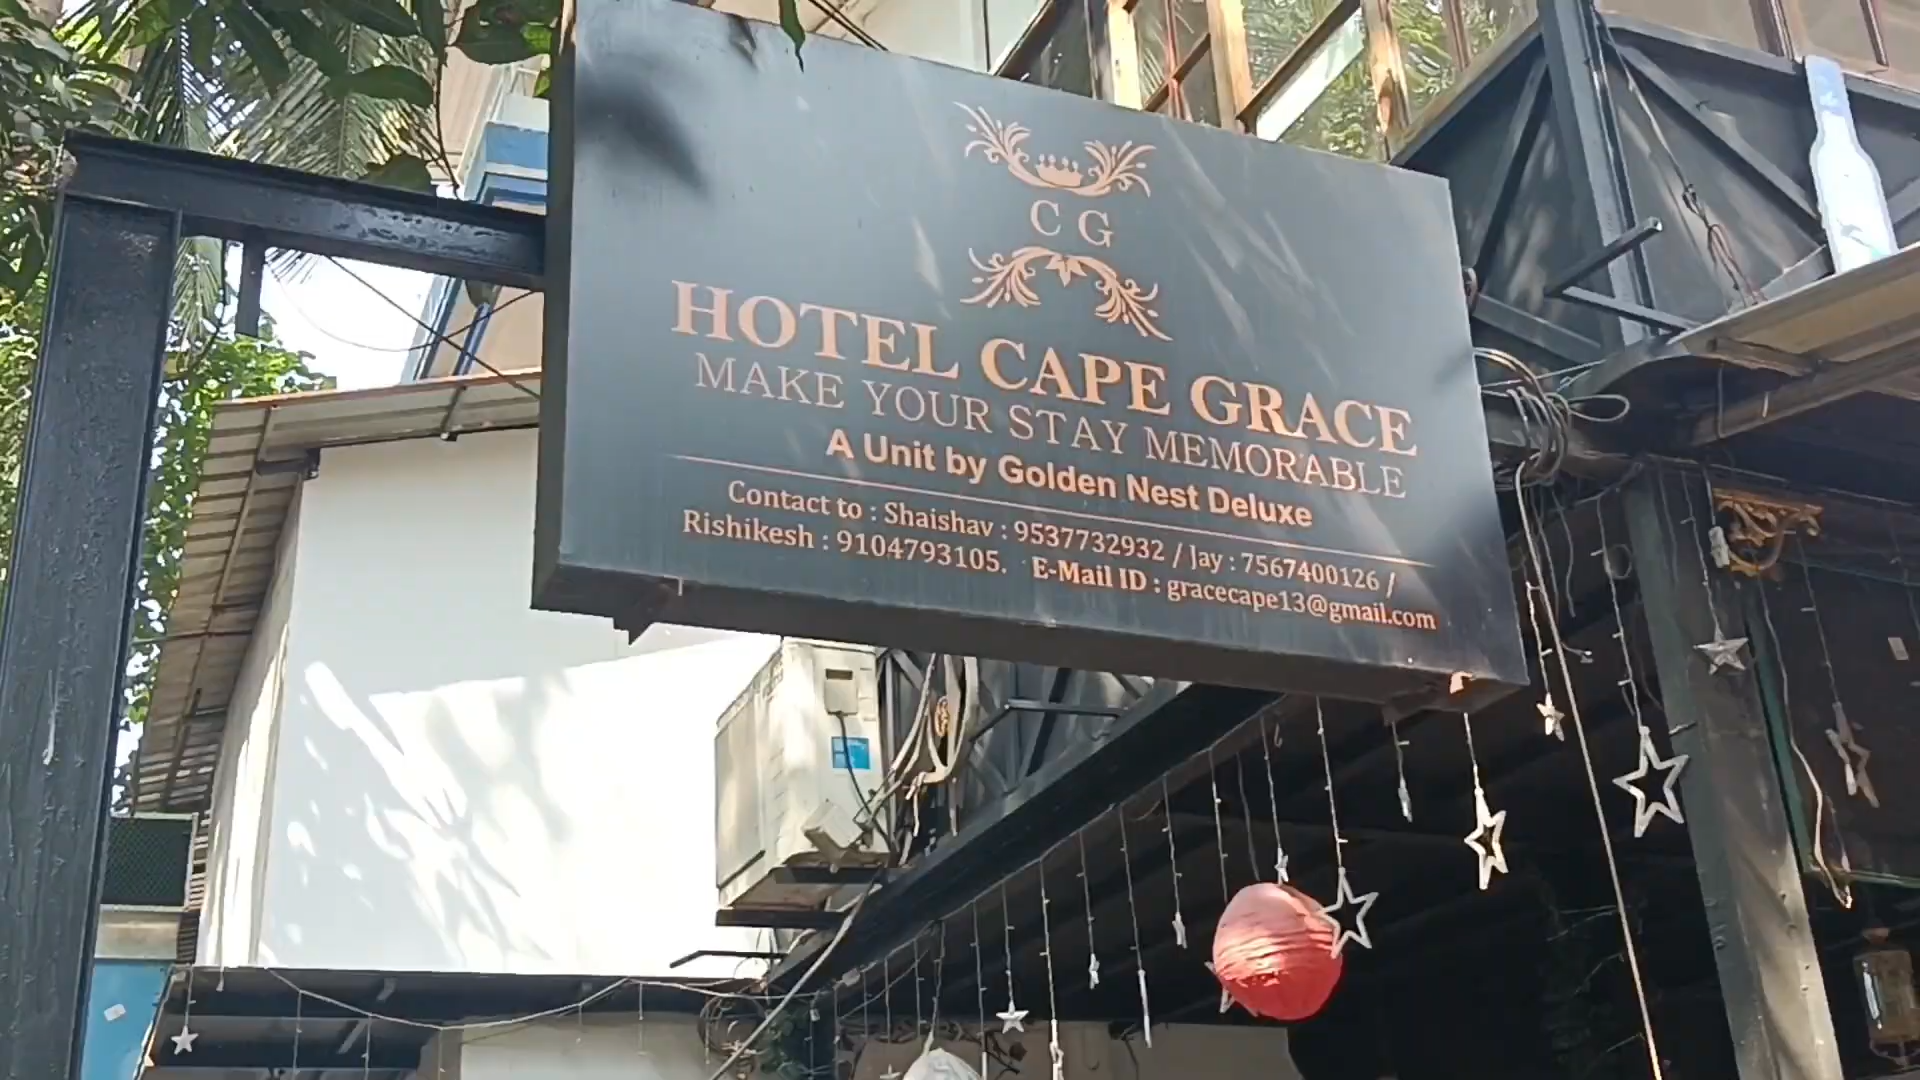 C G
HOTEL CAPE GRACE
MAKE YOUR STAY MEMORABLE
A Unit by Golden Nest Deluxe
Contact to : Shaishav : 9537732932 / Jay : 7567400126 /
Rishikesh : 9104793105. E-Mail ID : gracecape13@gmail.com